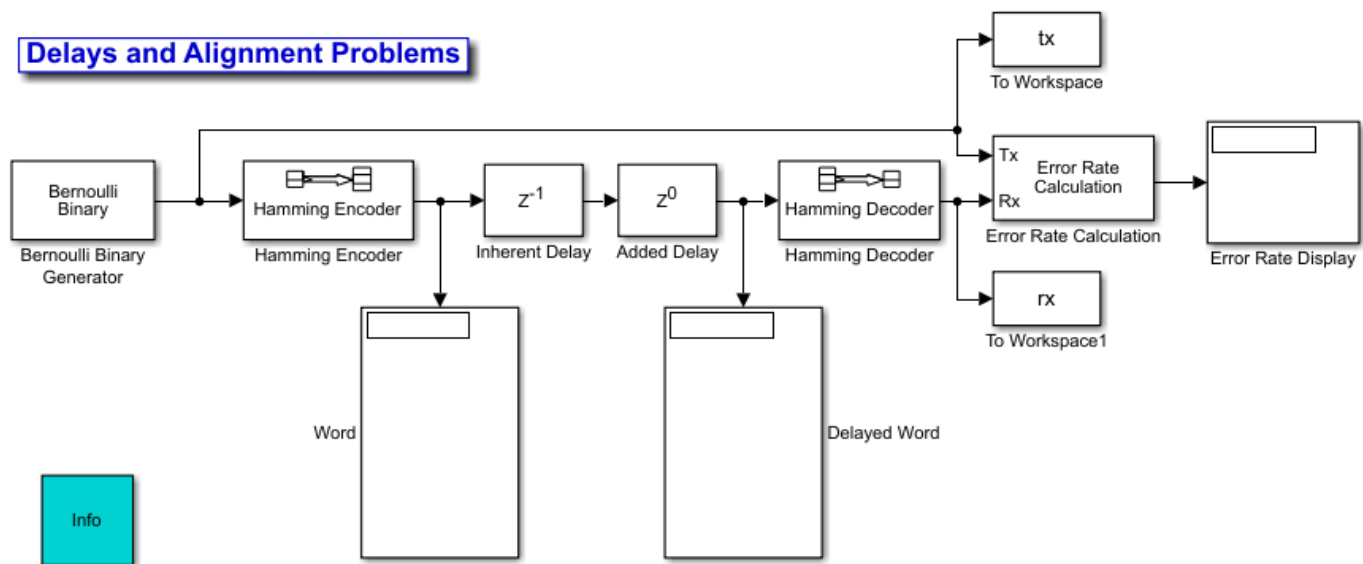 Delays and Alignment Problems
tx
To Workspace
Bernoulli
Binary
Bernoulli Binary
Generator
Hamming Encoder
Hamming Encoder
Z-1
Inherent Delay
Z0
Added Delay
Hamming Decoder
Hamming Decoder
Tx
Rx
Error Rate
Calculation
Error Rate Calculation
Error Rate Display
rx
To Workspace1
Word
Delayed Word
Info